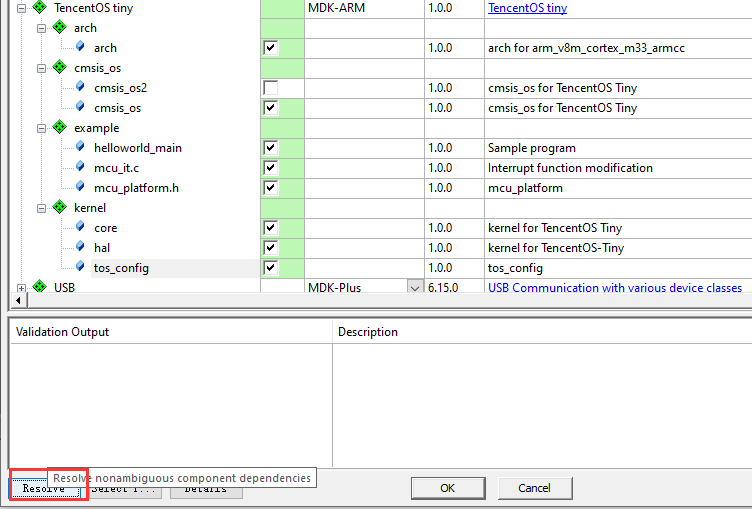 TencentOS tiny MDK-ARM 1.0.0 TencentOS tiny
arch
arch 1.0.0 arch for arm_v8m_cortex_m33_armcc
cmsis_os
cmsis_os2 1.0.0 cmsis_os for TencentOS Tiny
cmsis_os 1.0.0 cmsis_os for TencentOS Tiny
example
helloworld_main 1.0.0 Sample program
mcu_it.c 1.0.0 Interrupt function modification
mcu_platform.h 1.0.0 mcu_platform
kernel
core 1.0.0 kernel for TencentOS Tiny
hal 1.0.0 kernel for TencentOS-Tiny
tos_config 1.0.0 tos_config
USB MDK-Plus 6.15.0 USB Communication with various device classes
Validation Output Description
Resolve nonambiguous component dependencies
Resolve Details OK Cancel